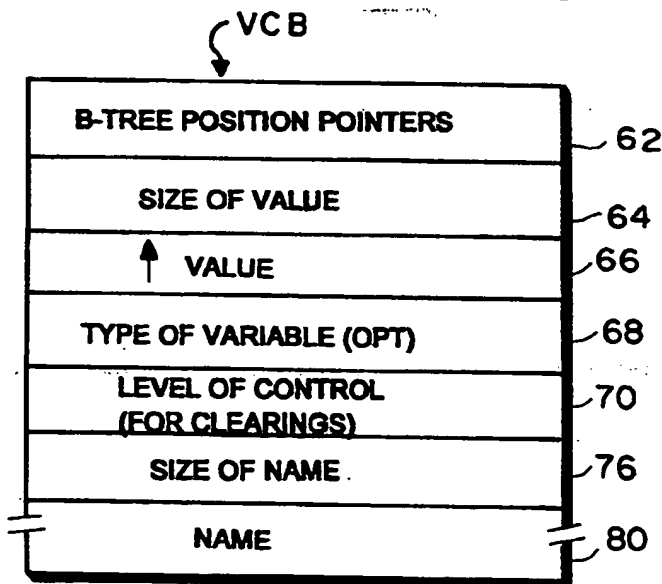 VCB
B-TREE POSITION POINTERS
62
SIZE OF VALUE
64
↑ VALUE
66
TYPE OF VARIABLE (OPT)
68
LEVEL OF CONTROL
(FOR CLEARINGS)
70
SIZE OF NAME
76
NAME
80